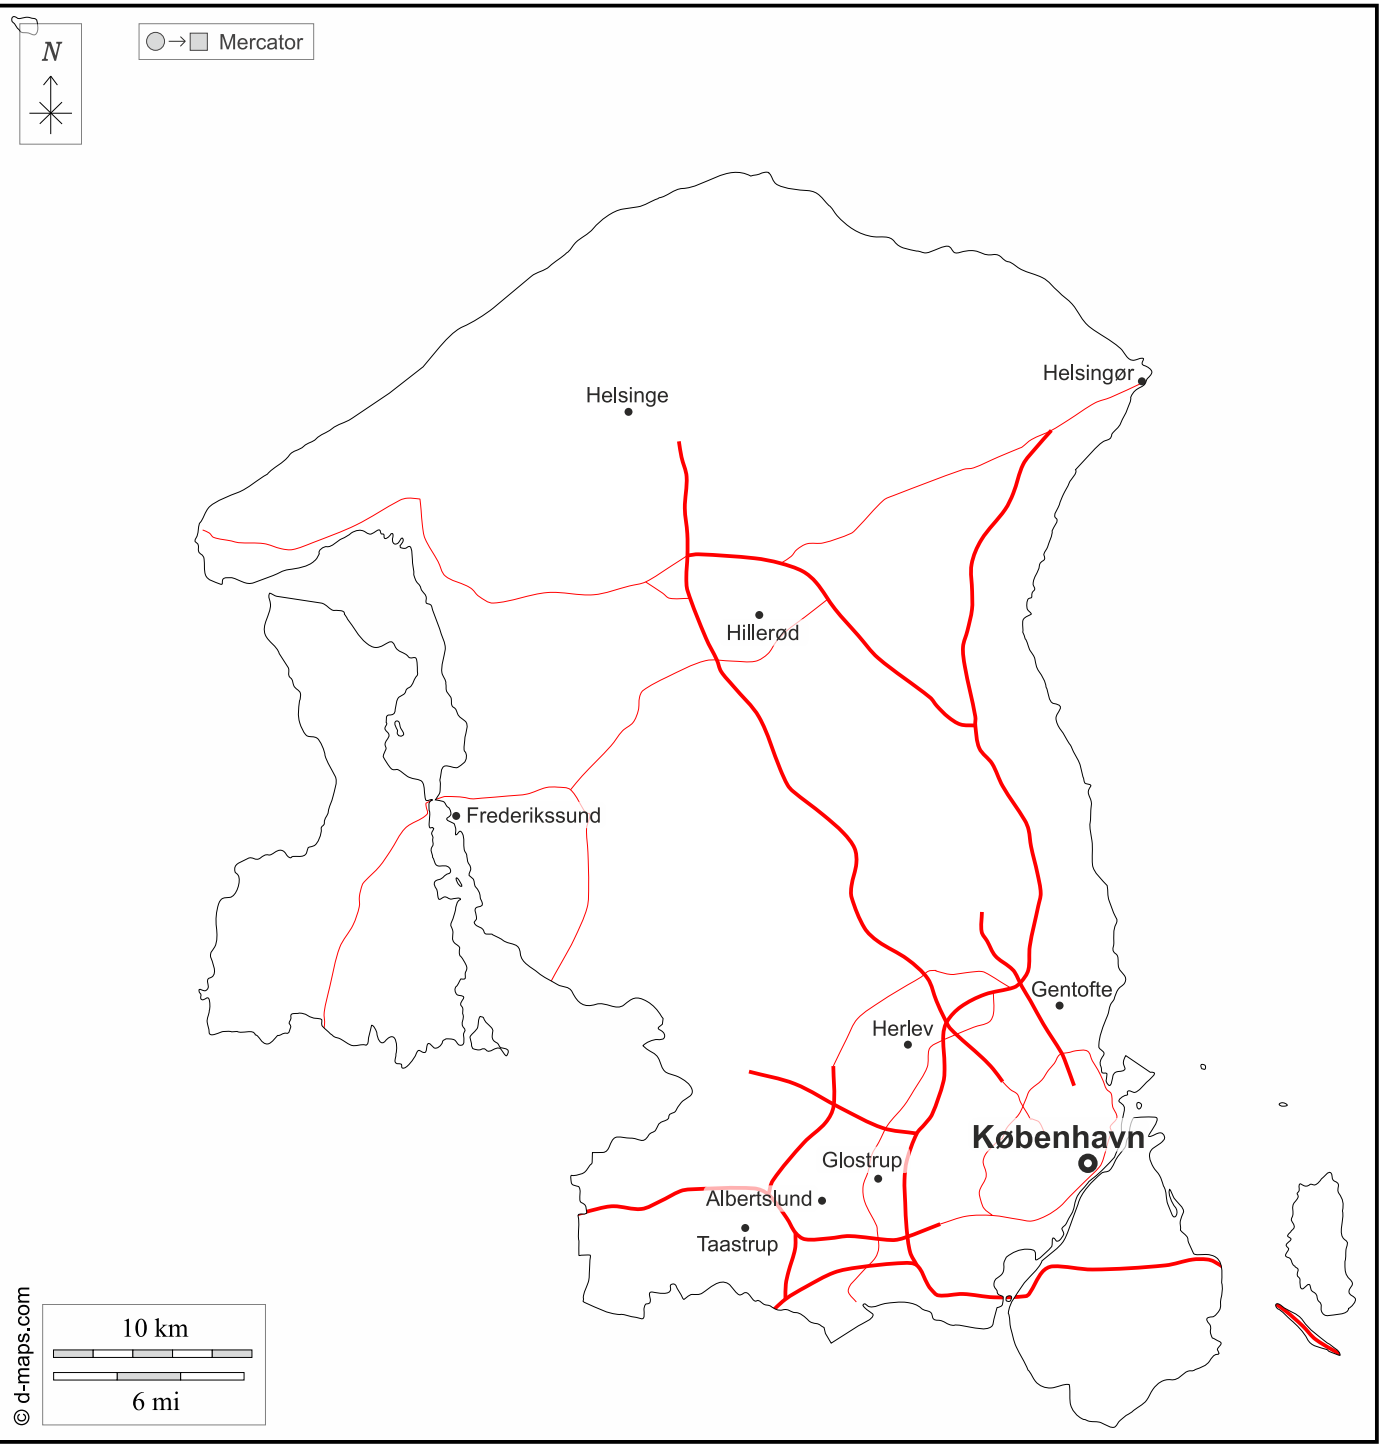 N
Mercator
Helsingør
Helsinge
Hillerød
Frederikssund
Gentofte
Herlev
København
Glostrup
Albertslund
Taastrup
10 km
6 mi
© d-maps.com